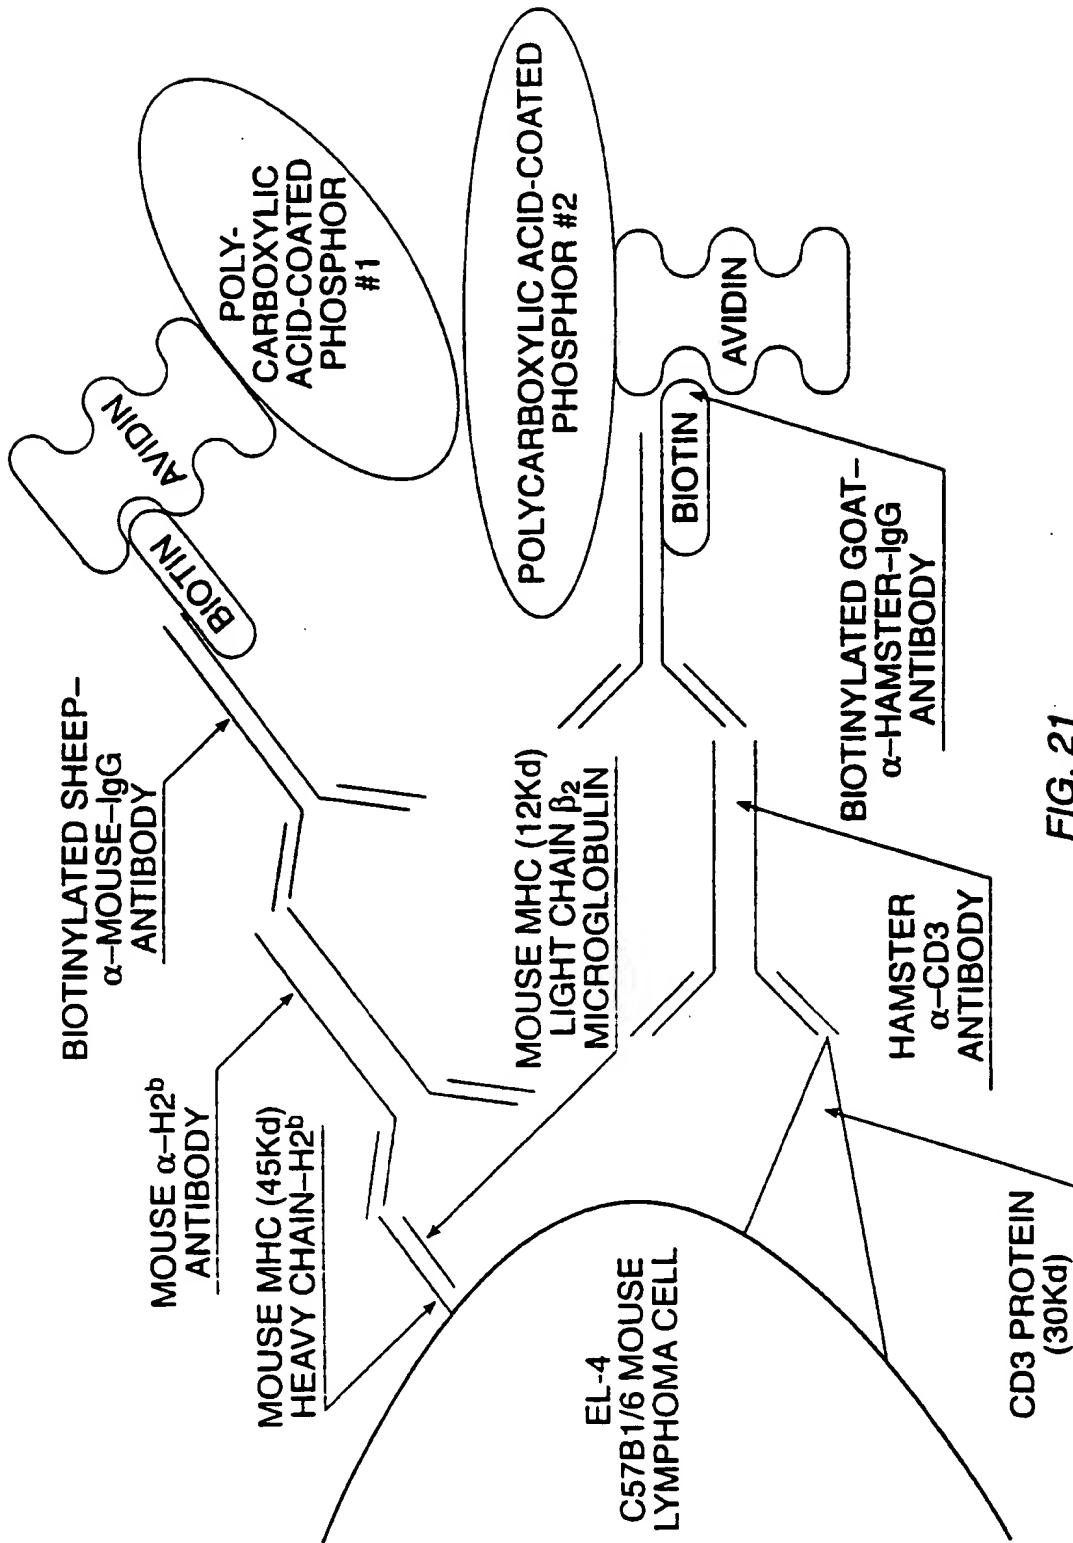 BIOTINYLATED SHEEP–
α–MOUSE–IgG
ANTIBODY
MOUSE α–H2ᵇ
ANTIBODY
MOUSE MHC (45Kd)
HEAVY CHAIN–H2ᵇ
BIOTIN
AVIDIN
POLY-
CARBOXYLIC
ACID-COATED
PHOSPHOR
#1
MOUSE MHC (12Kd)
LIGHT CHAIN β₂
MICROGLOBULIN
POLYCARBOXYLIC ACID-COATED
PHOSPHOR #2
BIOTIN
AVIDIN
EL-4
C57B1/6 MOUSE
LYMPHOMA CELL
BIOTINYLATED GOAT–
α–HAMSTER–IgG
ANTIBODY
HAMSTER
α–CD3
ANTIBODY
CD3 PROTEIN
(30Kd)
FIG. 21